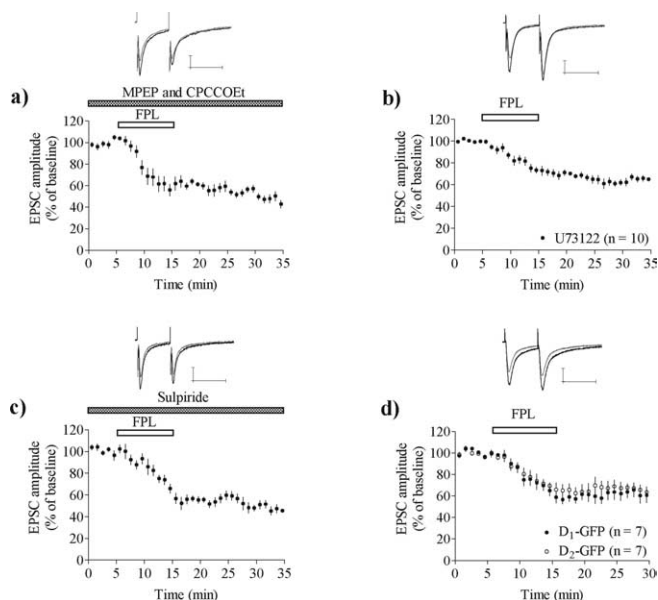 a)
MPEP and CPCCOEt
FPL
EPSC amplitude
(% of baseline)
120
100
80
60
40
20
0
0 5 10 15 20 25 30 35
Time (min)
b)
FPL
EPSC amplitude
(% of baseline)
120
100
80
60
40
20
0
U73122 (n = 10)
0 5 10 15 20 25 30 35
Time (min)
c)
Sulpiride
FPL
EPSC amplitude
(% of baseline)
120
100
80
60
40
20
0
0 5 10 15 20 25 30 35
Time (min)
d)
FPL
EPSC amplitude
(% of baseline)
120
100
80
60
40
20
0
D₁-GFP (n = 7)
D₂-GFP (n = 7)
0 5 10 15 20 25 30
Time (min)